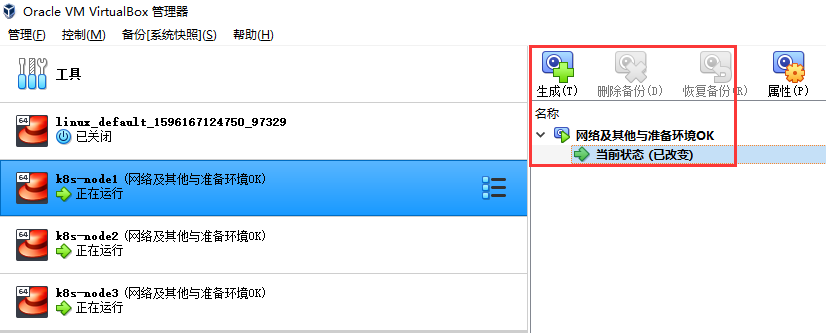 Oracle VM VirtualBox 管理器
管理(F) 控制(M) 备份[系统快照](S) 帮助(H)
工具
生成(T) 删除备份(D) 恢复备份(R) 属性(P)
名称
网络及其他与准备环境OK
当前状态 (已改变)
64
linux_default_1596167124750_97329
已关闭
64
k8s-node1 (网络及其他与准备环境OK)
正在运行
64
k8s-node2 (网络及其他与准备环境OK)
正在运行
64
k8s-node3 (网络及其他与准备环境OK)
正在运行